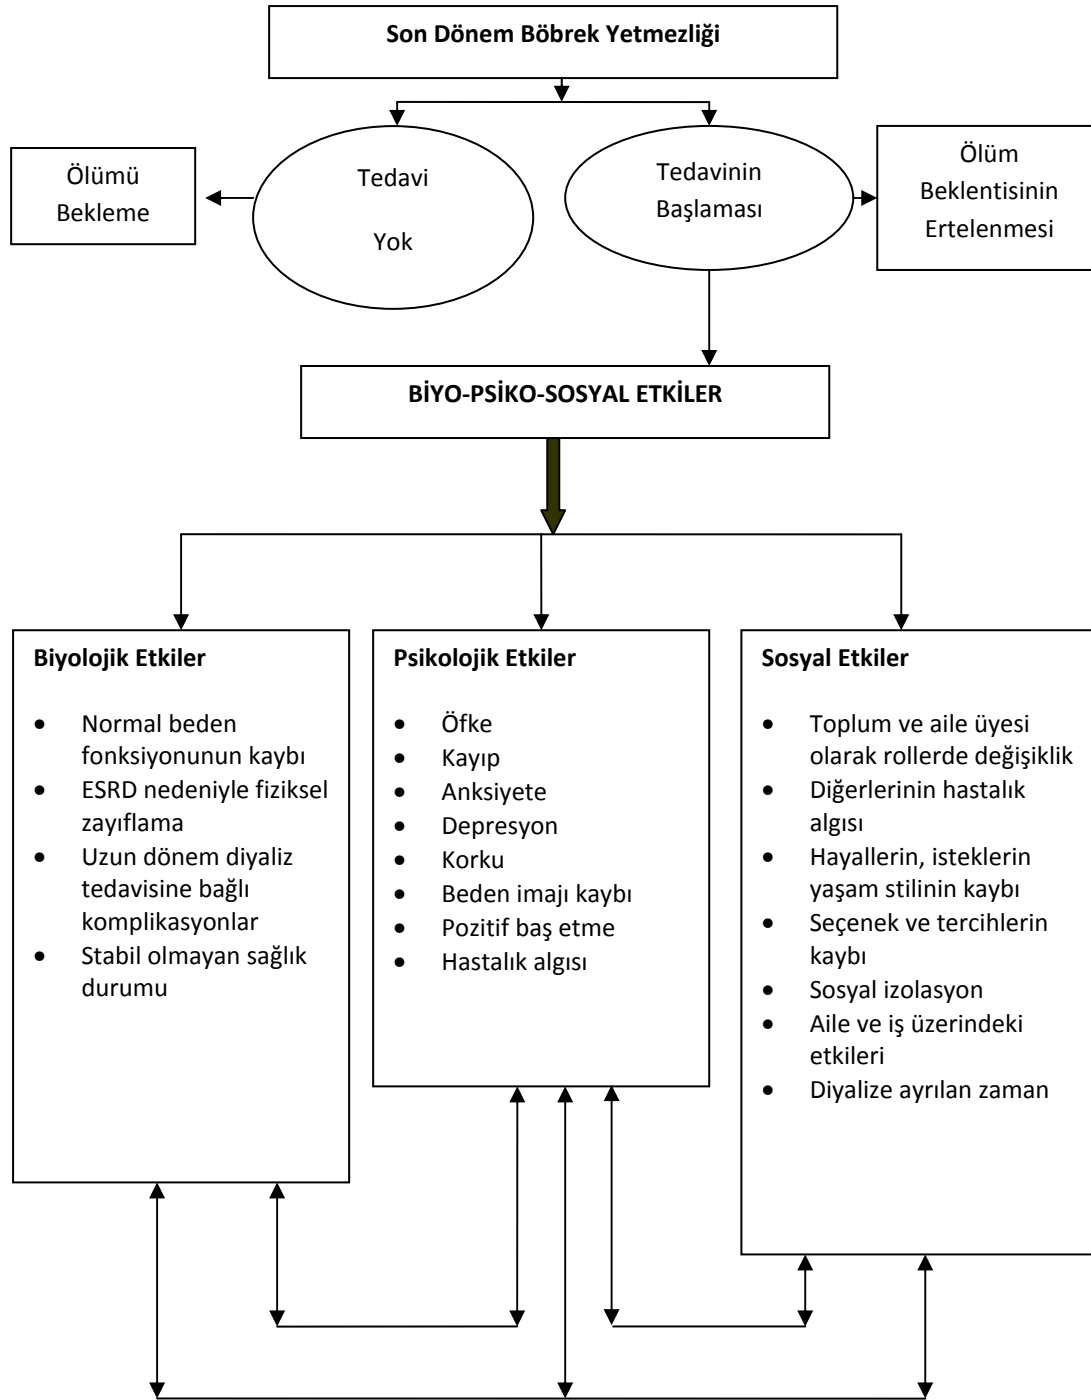 Son Dönem Böbrek Yetmezliği
Ölümü
Bekleme
Tedavi
Yok
Tedavinin
Başlaması
Ölüm
Beklentisinin
Ertelenmesi
BİYO-PSİKO-SOSYAL ETKİLER
Biyolojik Etkiler
• Normal beden
fonksiyonunun kaybı
• ESRD nedeniyle fiziksel
zayıflama
• Uzun dönem diyaliz
tedavisine bağlı
komplikasyonlar
• Stabil olmayan sağlık
durumu
Psikolojik Etkiler
• Öfke
• Kayıp
• Anksiyete
• Depresyon
• Korku
• Beden imajı kaybı
• Pozitif baş etme
• Hastalık algısı
Sosyal Etkiler
• Toplum ve aile üyesi
olarak rollerde değişiklik
• Diğerlerinin hastalık
algısı
• Hayallerin, isteklerin
yaşam stilinin kaybı
• Seçenek ve tercihlerin
kaybı
• Sosyal izolasyon
• Aile ve iş üzerindeki
etkileri
• Diyalize ayrılan zaman